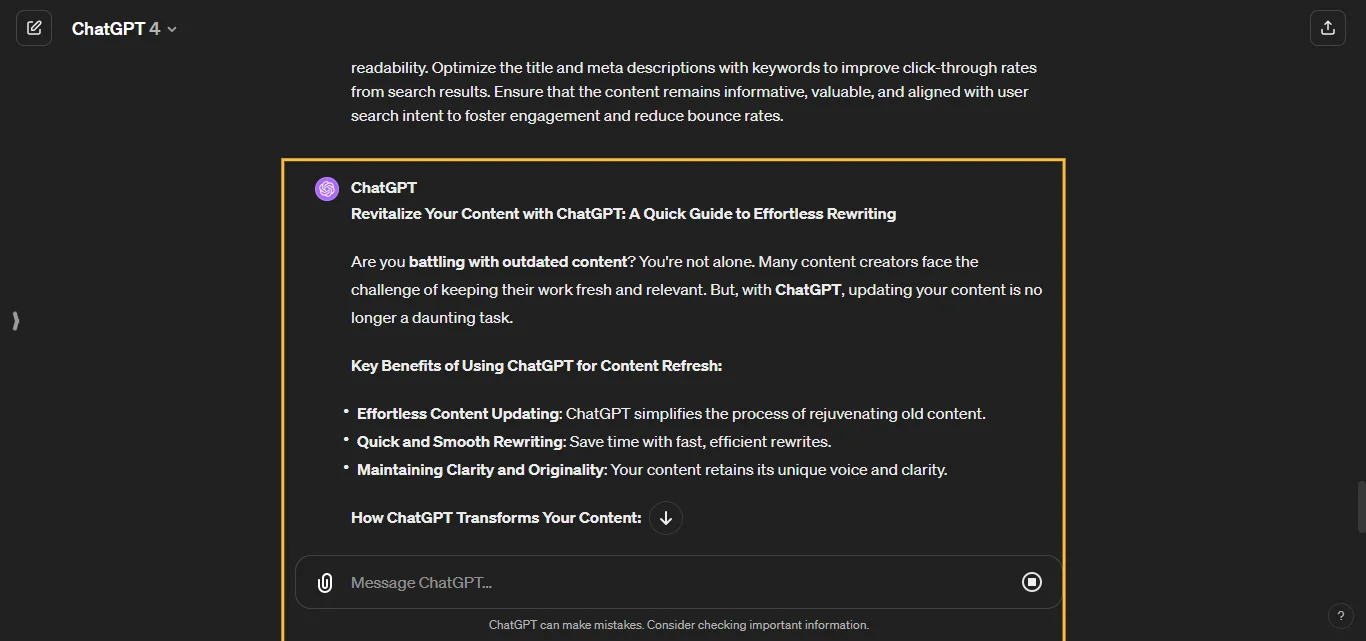 ChatGPT 4
readability. Optimize the title and meta descriptions with keywords to improve click-through rates
from search results. Ensure that the content remains informative, valuable, and aligned with user
search intent to foster engagement and reduce bounce rates.
ChatGPT
Revitalize Your Content with ChatGPT: A Quick Guide to Effortless Rewriting
Are you battling with outdated content? You're not alone. Many content creators face the
challenge of keeping their work fresh and relevant. But, with ChatGPT, updating your content is no
longer a daunting task.
Key Benefits of Using ChatGPT for Content Refresh:
• Effortless Content Updating: ChatGPT simplifies the process of rejuvenating old content.
• Quick and Smooth Rewriting: Save time with fast, efficient rewrites.
• Maintaining Clarity and Originality: Your content retains its unique voice and clarity.
How ChatGPT Transforms Your Content:
Message ChatGPT...
ChatGPT can make mistakes. Consider checking important information.
?